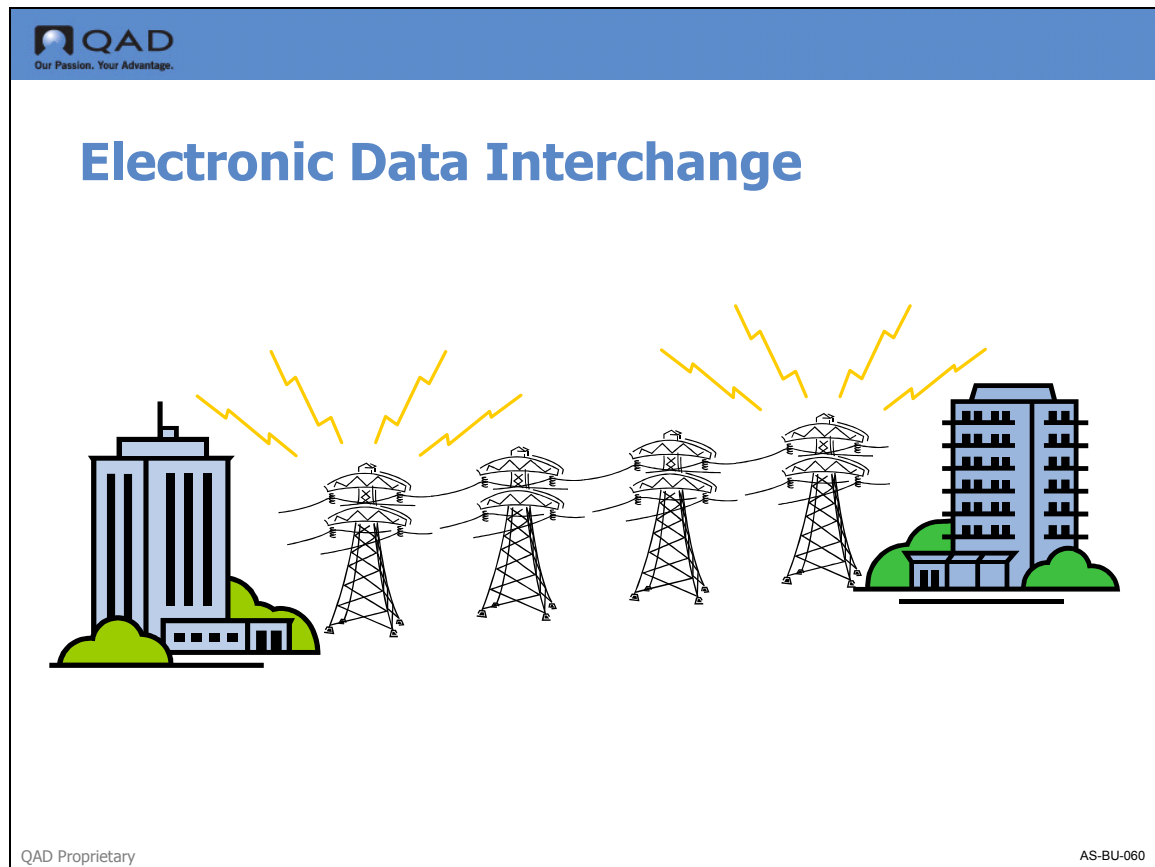 QAD
Our Passion. Your Advantage.
Electronic Data Interchange
QAD Proprietary
AS-BU-060